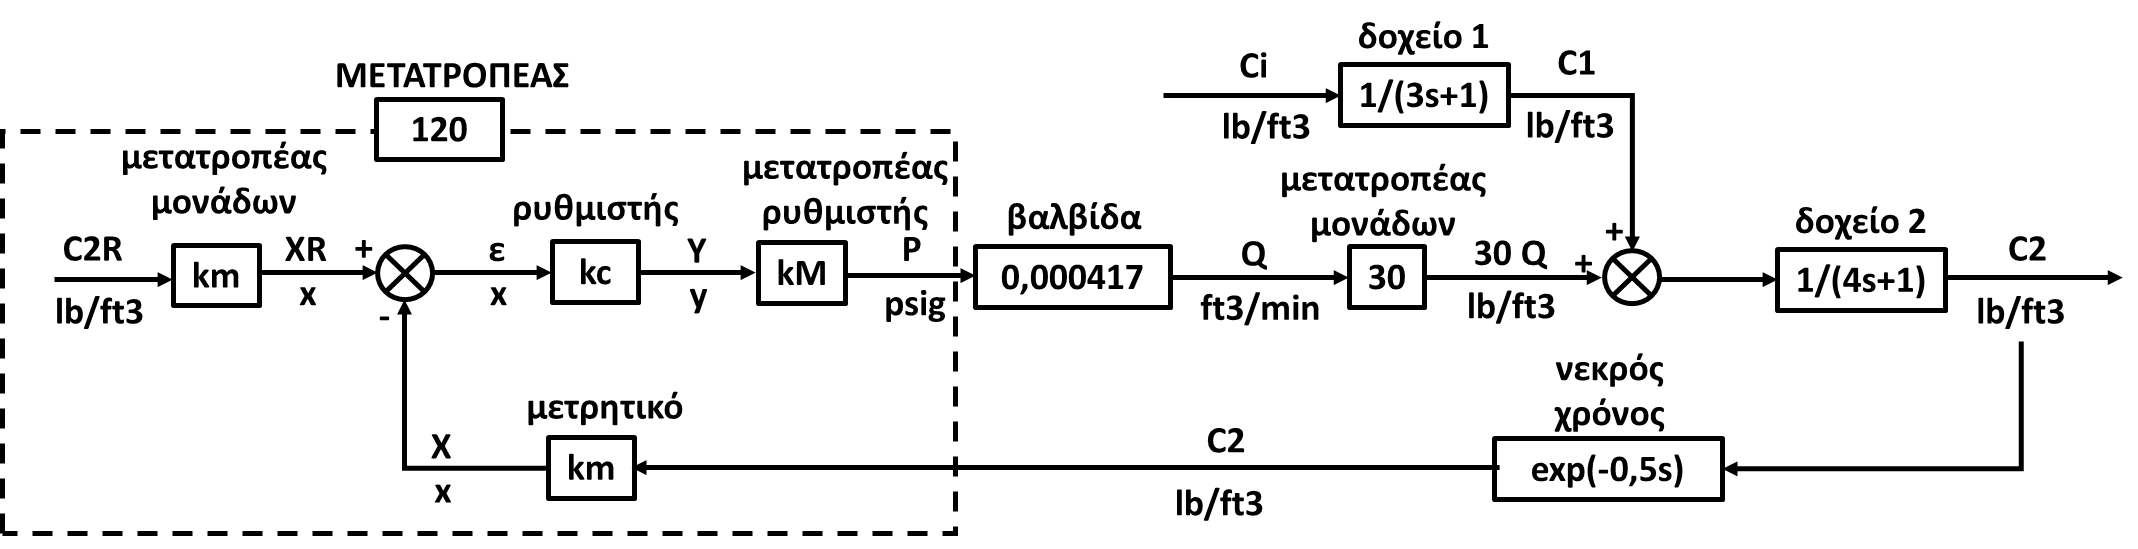 ΜΕΤΑΤΡΟΠΕΑΣ
120
μετατροπέας
μονάδων
C2R
lb/ft3
km
XR
x
+
-
ε
x
ρυθμιστής
kc
Y
y
μετατροπέας
ρυθμιστής
kM
P
psig
βαλβίδα
0,000417
Q
ft3/min
μετατροπέας
μονάδων
30
30 Q
lb/ft3
+
+
Ci
lb/ft3
δοχείο 1
1/(3s+1)
C1
lb/ft3
δοχείο 2
1/(4s+1)
C2
lb/ft3
νεκρός
χρόνος
exp(-0,5s)
C2
lb/ft3
μετρητικό
km
X
x